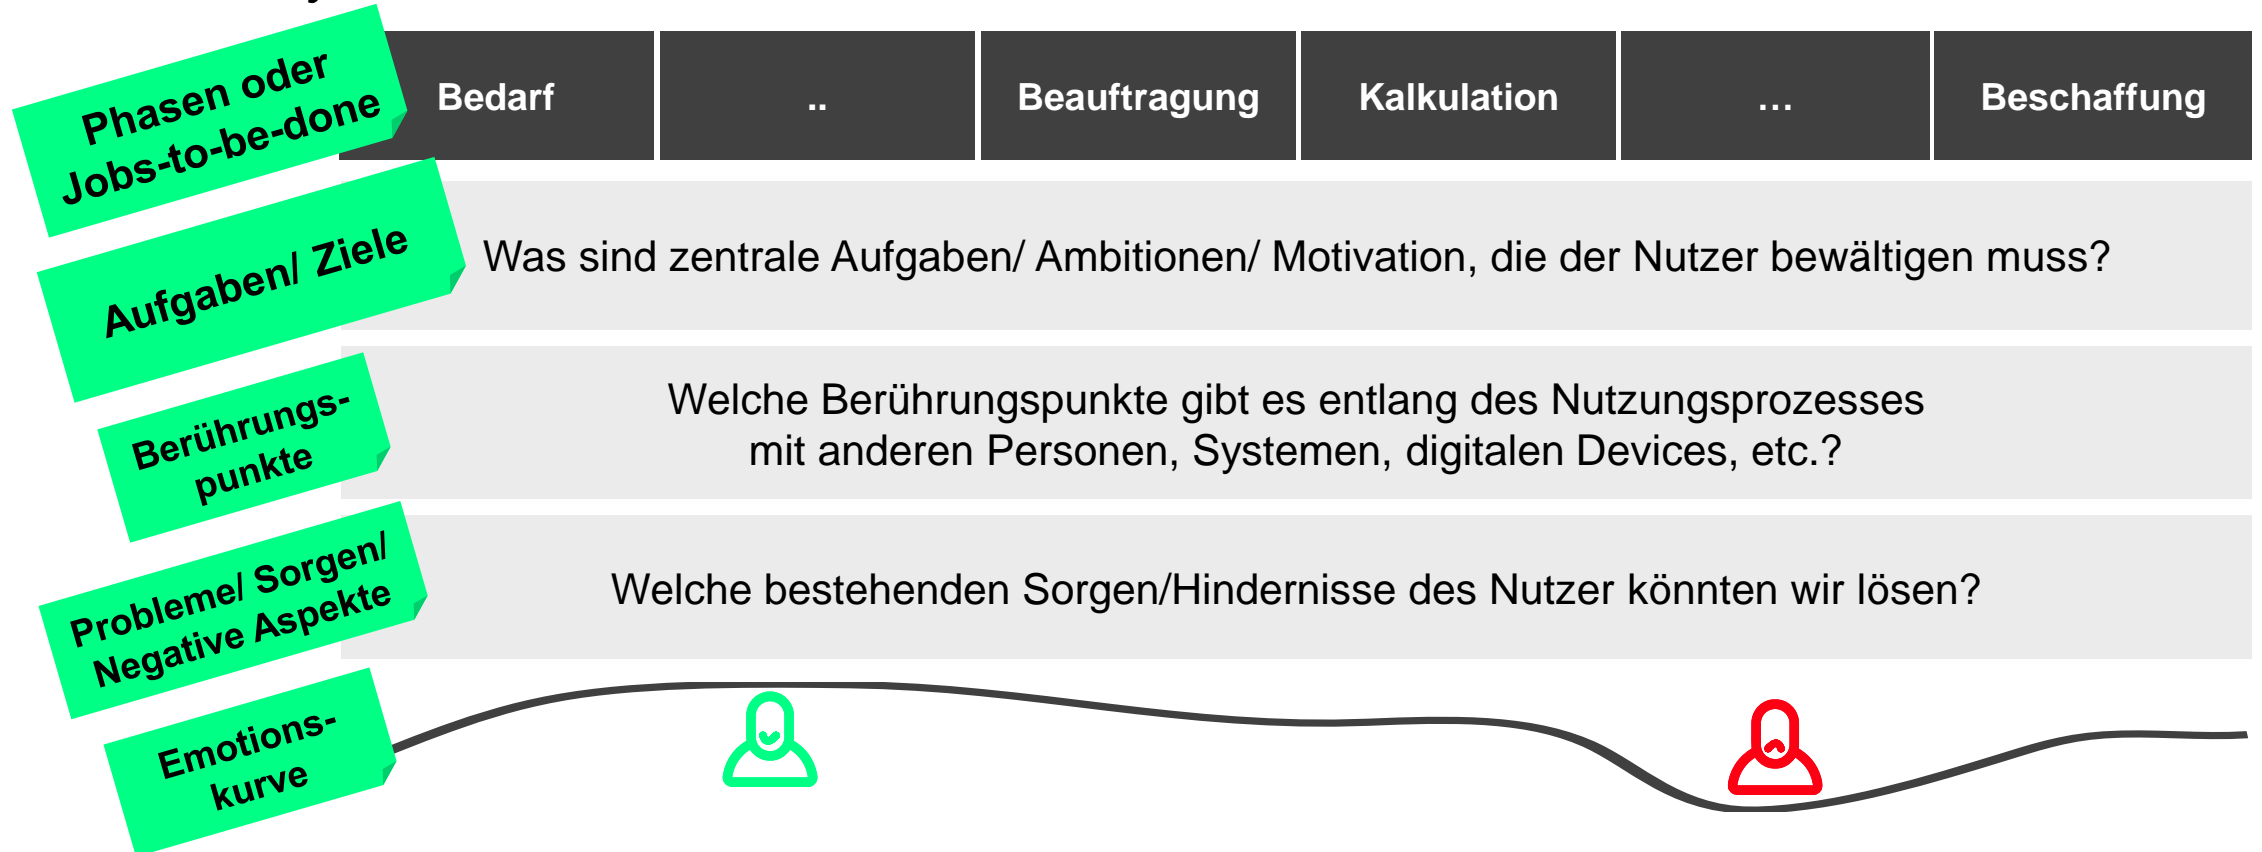 Phasen oder
Jobs-to-be-done
Bedarf
..
Beauftragung
Kalkulation
…
Beschaffung
Aufgaben/ Ziele
Was sind zentrale Aufgaben/ Ambitionen/ Motivation, die der Nutzer bewältigen muss?
Berührungs-
punkte
Welche Berührungspunkte gibt es entlang des Nutzungsprozesses
mit anderen Personen, Systemen, digitalen Devices, etc.?
Probleme/ Sorgen/
Negative Aspekte
Welche bestehenden Sorgen/Hindernisse des Nutzer könnten wir lösen?
Emotions-
kurve